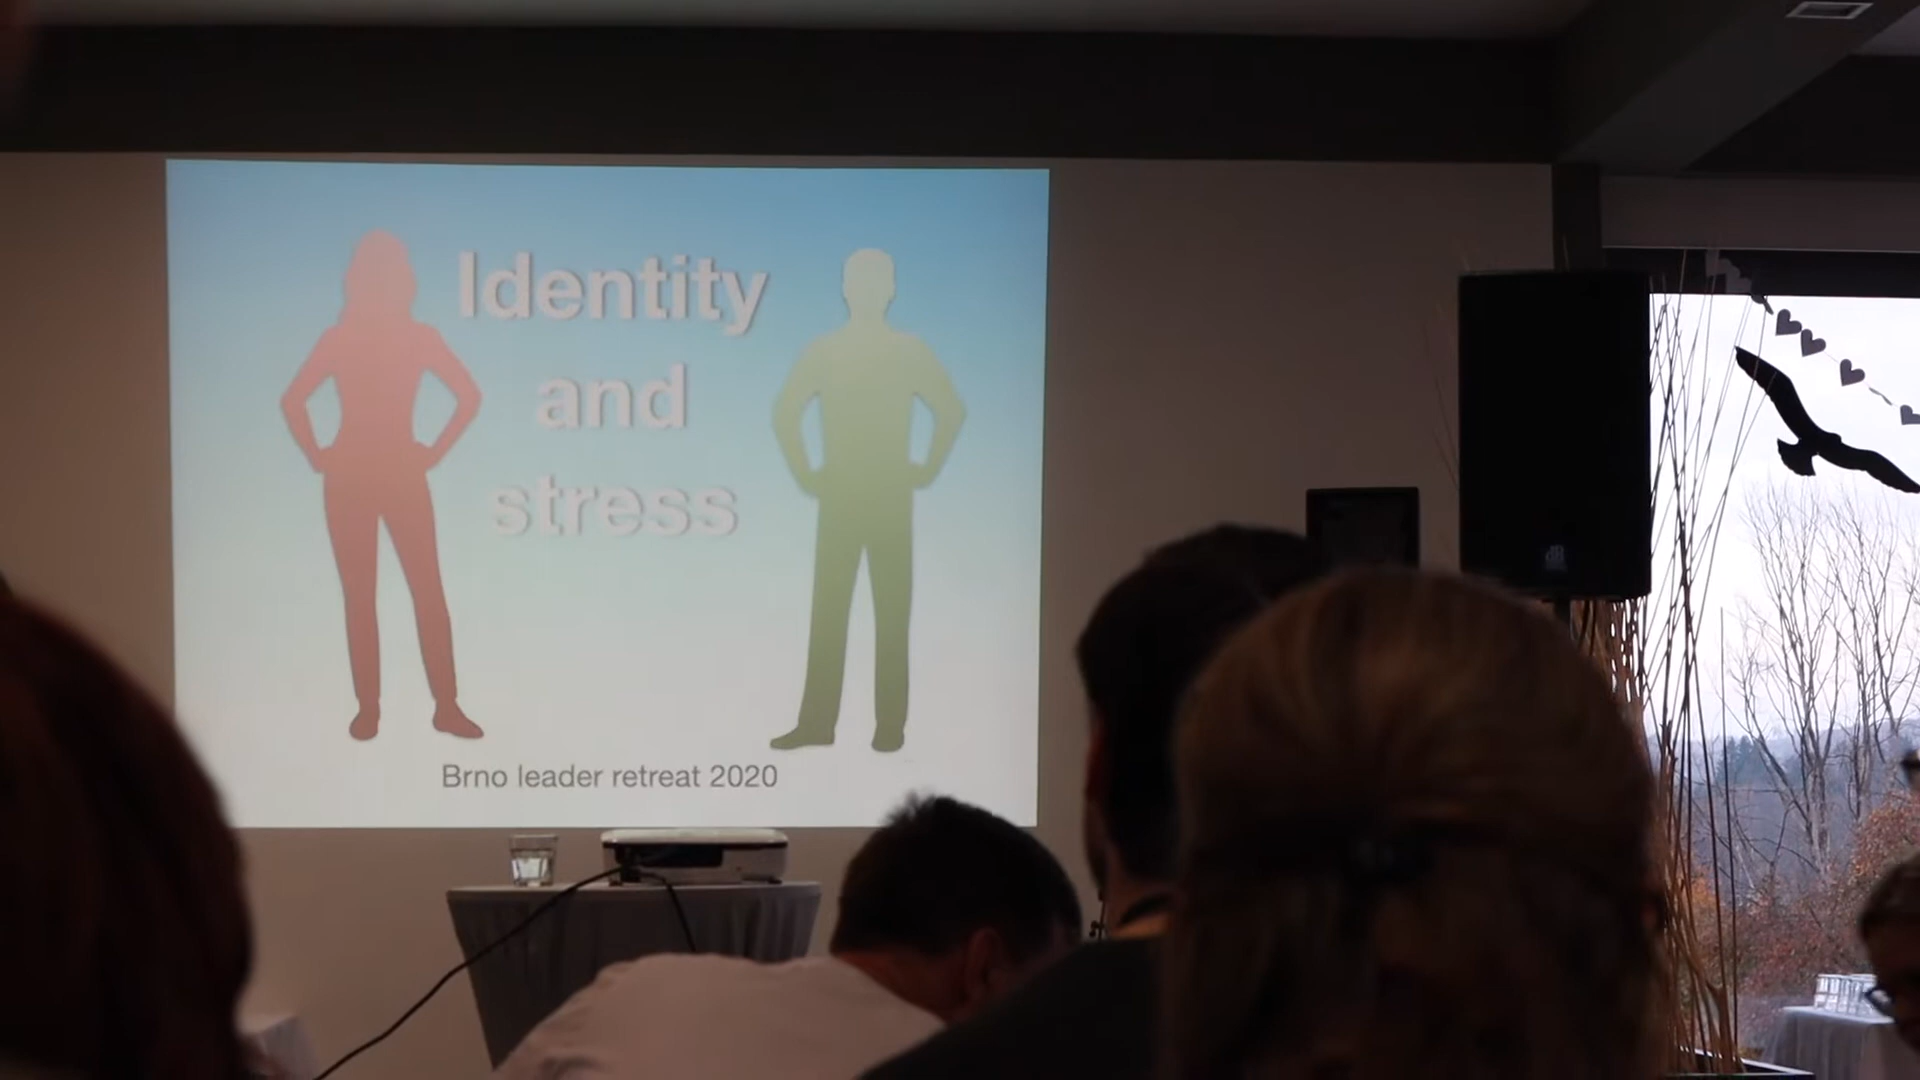 Identity
and
stress
Brno leader retreat 2020